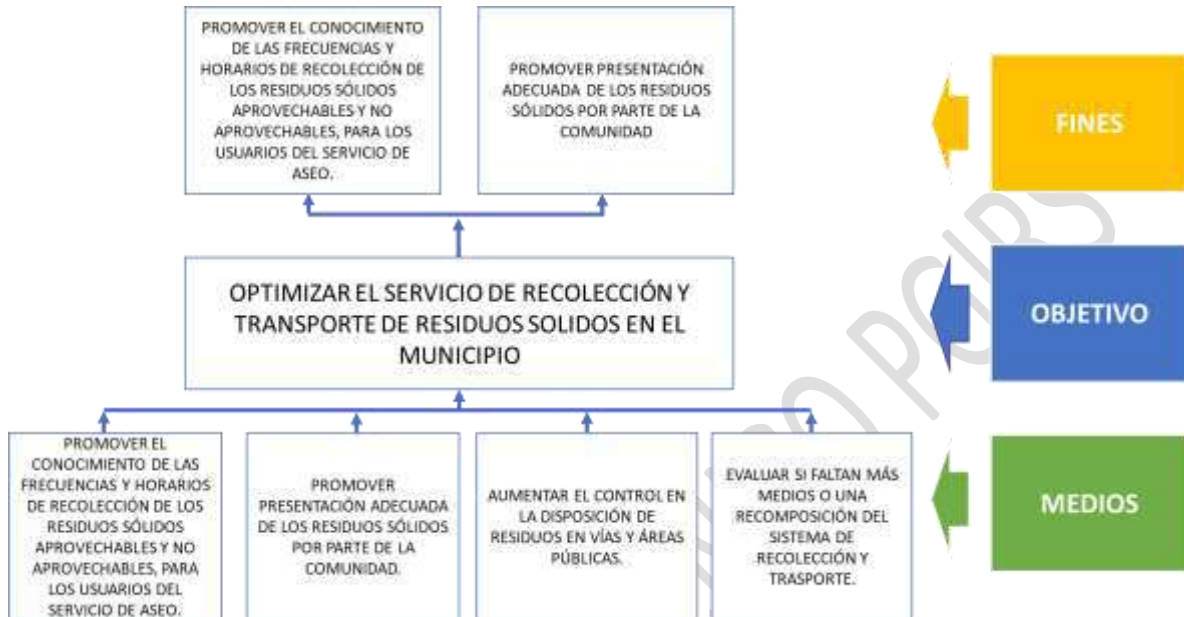 PROMOVER EL CONOCIMIENTO
DE LAS FRECUENCIAS Y
HORARIOS DE RECOLECCIÓN DE
LOS RESIDUOS SÓLIDOS
APROVECHABLES Y NO
APROVECHABLES, PARA LOS
USUARIOS DEL SERVICIO DE
ASEO.
PROMOVER PRESENTACIÓN
ADECUADA DE LOS RESIDUOS
SÓLIDOS POR PARTE DE LA
COMUNIDAD
FINES
OPTIMIZAR EL SERVICIO DE RECOLECCIÓN Y
TRANSPORTE DE RESIDUOS SOLIDOS EN EL
MUNICIPIO
OBJETIVO
PROMOVER EL
CONOCIMIENTO DE LAS
FRECUENCIAS Y HORARIOS
DE RECOLECCIÓN DE LOS
RESIDUOS SÓLIDOS
APROVECHABLES Y NO
APROVECHABLES, PARA
LOS USUARIOS DEL
SERVICIO DE ASEO.
PROMOVER
PRESENTACIÓN ADECUADA
DE LOS RESIDUOS SÓLIDOS
POR PARTE DE LA
COMUNIDAD.
AUMENTAR EL CONTROL EN
LA DISPOSICIÓN DE
RESIDUOS EN VÍAS Y ÁREAS
PÚBLICAS.
EVALUAR SI FALTAN MÁS
MEDIOS O UNA
RECOMPOSICIÓN DEL
SISTEMA DE
RECOLECCIÓN Y
TRASPORTE.
MEDIOS
PGIRS